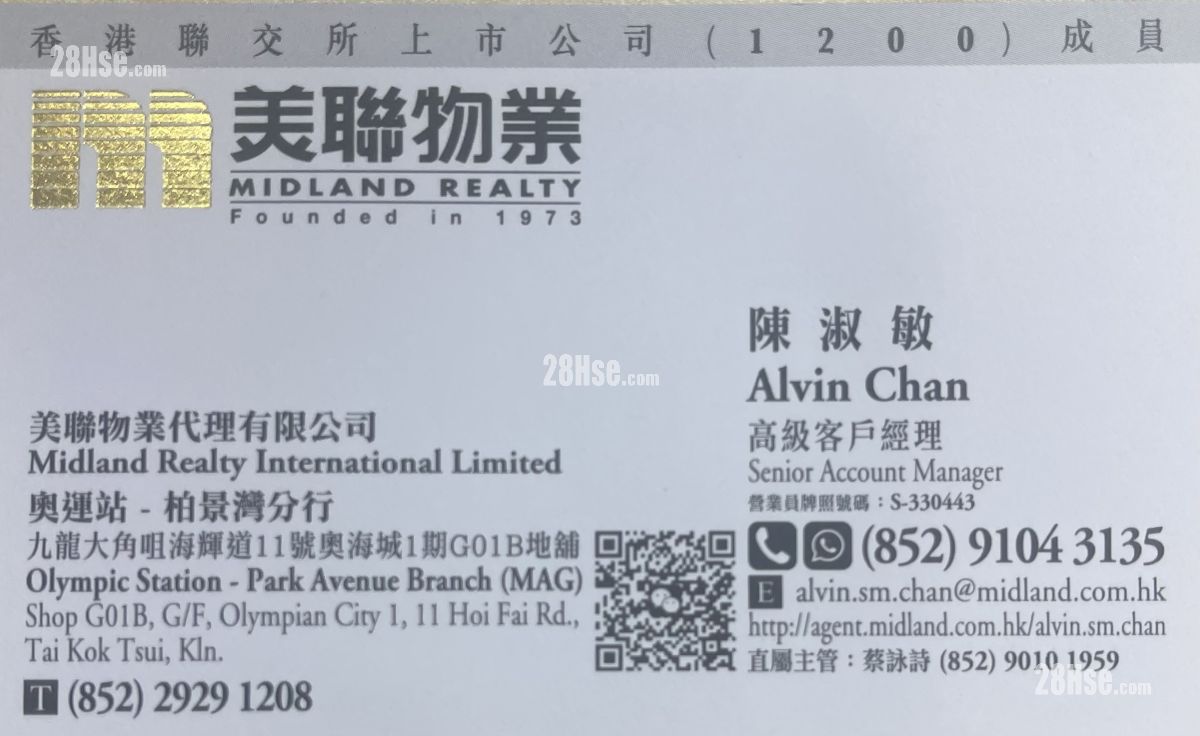 香港聯交所上市公司(1200)成員
28Hse.com
美聯物業
MIDLAND REALTY
Founded in 1973
陳淑敏
Alvin Chan
高級客戶經理
Senior Account Manager
營業員牌照號碼：S-330443
(852) 9104 3135
E alvin.sm.chan@midland.com.hk
http://agent.midland.com.hk/alvin.sm.chan
直屬主管：蔡詠詩 (852) 9010 1959
28Hse.com
28Hse.com
美聯物業代理有限公司
Midland Realty International Limited
奧運站 - 柏景灣分行
九龍大角咀海輝道11號奧海城1期G01B地舖
Olympic Station - Park Avenue Branch (MAG)
Shop G01B, G/F, Olympian City 1, 11 Hoi Fai Rd.,
Tai Kok Tsui, Kln.
T (852) 2929 1208